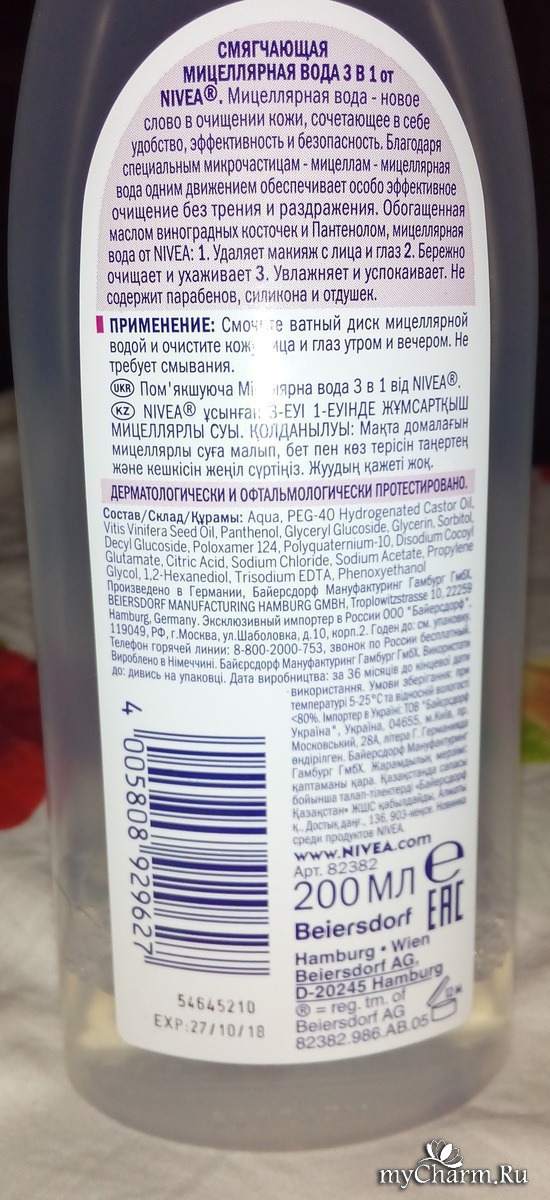 СМЯГЧАЮЩАЯ
МИЦЕЛЛЯРНАЯ ВОДА 3 В 1 от
NIVEA®. Мицеллярная вода - новое
слово в очищении кожи, сочетающее в себе
удобство, эффективность и безопасность. Благодаря
специальным микрочастицам - мицеллам - мицеллярная
вода одним движением обеспечивает особо эффективное
очищение без трения и раздражения. Обогащенная
маслом виноградных косточек и Пантенолом, мицеллярная
вода от NIVEA: 1. Удаляет макияж с лица и глаз 2. Бережно
очищает и ухаживает 3. Увлажняет и успокаивает. Не
содержит парабенов, силикона и отдушек.
ПРИМЕНЕНИЕ: ватный диск мицеллярной
водой и очистите и глаз утром и вечером. Не
требует смывания.
UKR Пом'якшуюча вода 3 в 1 від NIVEA®.
KZ NIVEA® 3-ЕУІ 1-ЕУІНДЕ ЖҰМСАРТҚЫШ
МИЦЕЛЛЯРЛЫ СУЫ. ҚОЛДАНЫЛУЫ: Мақта домалағын
мицеллярлы суға малып, бет пен көз терісін таңертең
және кешкісін жеңіл сүртіңіз. Жуудың қажеті жоқ.
ДЕРМАТОЛОГИЧЕСКИ И ОФТАЛЬМОЛОГИЧЕСКИ ПРОТЕСТИРОВАНО.
Состав/Склад/Құрамы: Aqua, PEG-40 Hydrogenated Castor Oil,
Vitis Vinifera Seed Oil, Panthenol, Glyceryl Glucoside, Glycerin, Sorbitol,
Decyl Glucoside, Poloxamer 124, Polyquaternium-10, Disodium Cocoyl
Glutamate, Citric Acid, Sodium Chloride, Sodium Acetate, Propylene
Glycol, 1,2-Hexanediol, Trisodium EDTA, Phenoxyethanol
Произведено в Германии, Байерсдорф Мануфактуринг Гамбург ГмбХ,
BEIERSDORF MANUFACTURING HAMBURG GMBH, Troplowitzstrasse 10, 22259
Hamburg, Germany. Эксклюзивный импортер в России ООО "Байерсдорф",
119049, РФ, г.Москва, ул.Шаболовка, д.10, корп.2. Годен до: см. упаковку.
Телефон горячей линии: 8-800-2000-753, звонок по России бесплатный.
Вироблено в Німеччині. Байєрсдорф Мануфактуринг Гамбург ГмбХ. Використати
до: дивись на упаковці. Дата виробництва: за 36 місяців до кінцевої дати
використання. Умови зберігання: при
температурі 5-25°С та відносній вологості
<80%. Імпортер в Україні: ТОВ "Байєрсдорф
Україна", Україна, 04655, м.Київ, пр.
Московський, 28А, літера Г. Германияда
өндірілген. Байерсдорф Мануфактуринг
Гамбург ГмбХ. Жарамдылық мерзімі:
қаптаманы қара. Қазақстанда сапасы
бойынша талап-тілектерді «Байерсдорф
Қазақстан» ЖШС қабылдайды, Алматы
қ., Достық даңғ., 136, 903-кеңсе. Новинка
среди продуктов NIVEA.
www.NIVEA.com
Арт. 82382
200 МЛ e
Beiersdorf EAC
Hamburg • Wien
Beiersdorf AG,
D-20245 Hamburg
® = reg. tm. of
Beiersdorf AG
82382.986.AB.05
12 M
4 005808 929627
54645210
EXP:27/10/18
myCharm.Ru